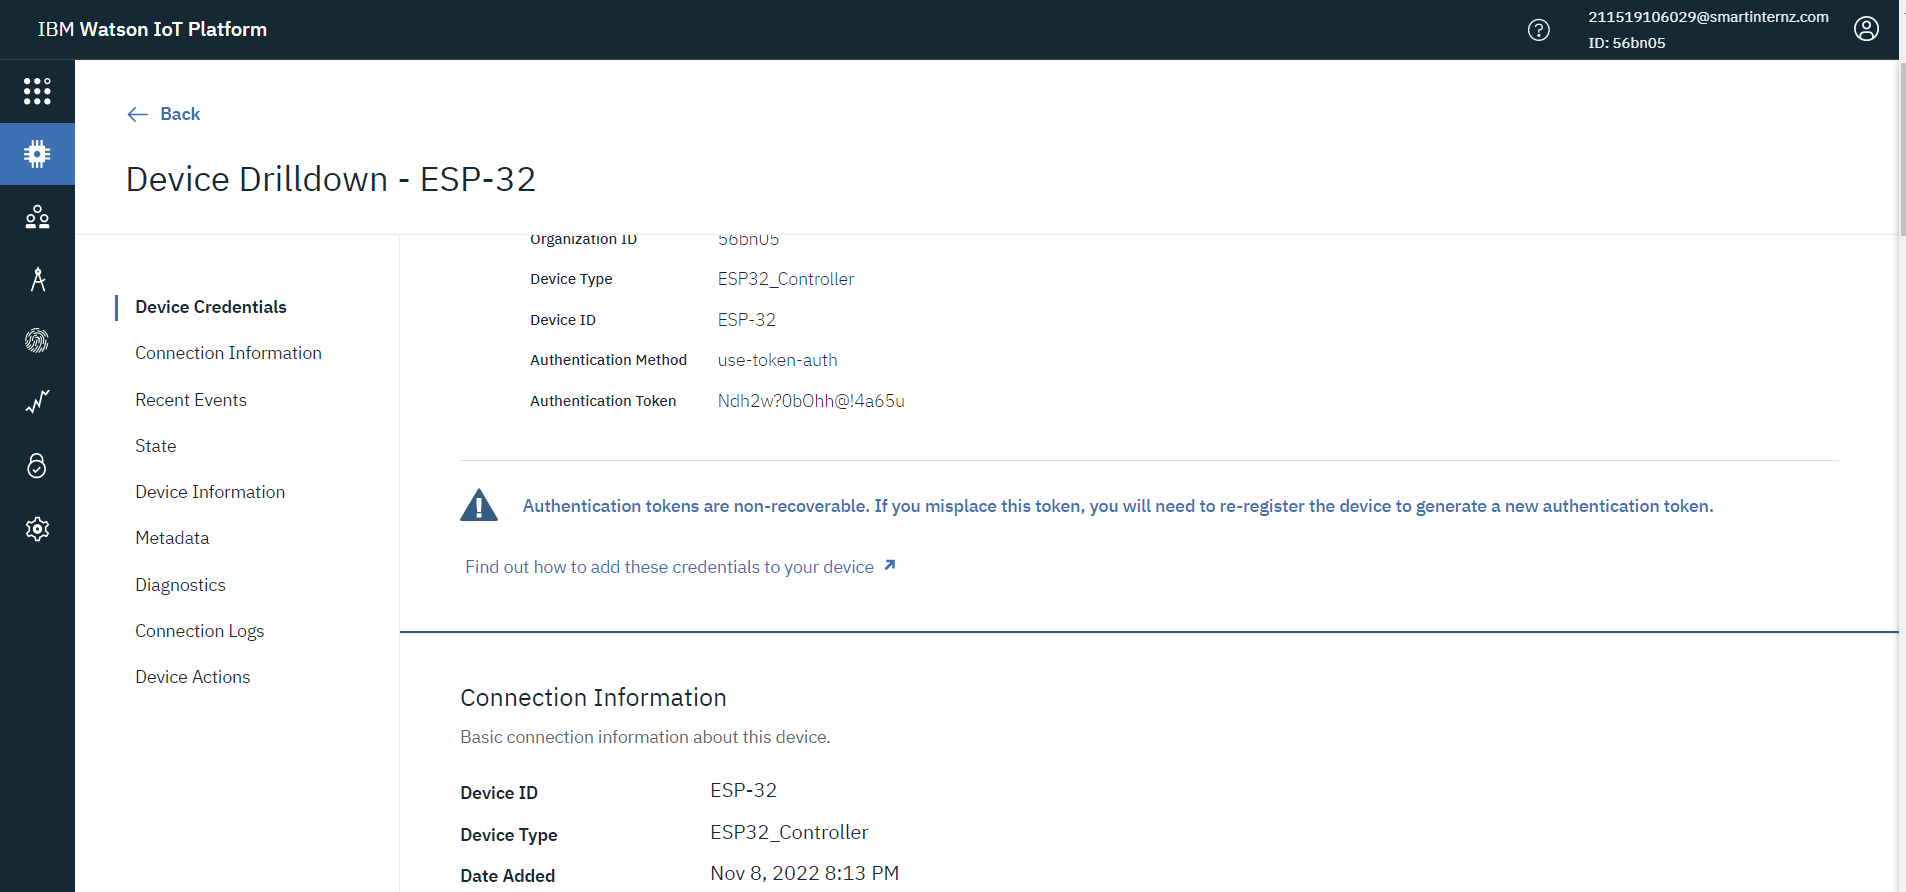 IBM Watson IoT Platform
211519106029@smartinternz.com
ID: 56bn05
Back
Device Drilldown - ESP-32
Organization ID 56bn05
Device Type ESP32_Controller
Device ID ESP-32
Authentication Method use-token-auth
Authentication Token Ndh2w?0bOhh@!4a65u
Device Credentials
Connection Information
Recent Events
State
Device Information
Metadata
Diagnostics
Connection Logs
Device Actions
Authentication tokens are non-recoverable. If you misplace this token, you will need to re-register the device to generate a new authentication token.
Find out how to add these credentials to your device
Connection Information
Basic connection information about this device.
Device ID ESP-32
Device Type ESP32_Controller
Date Added Nov 8, 2022 8:13 PM